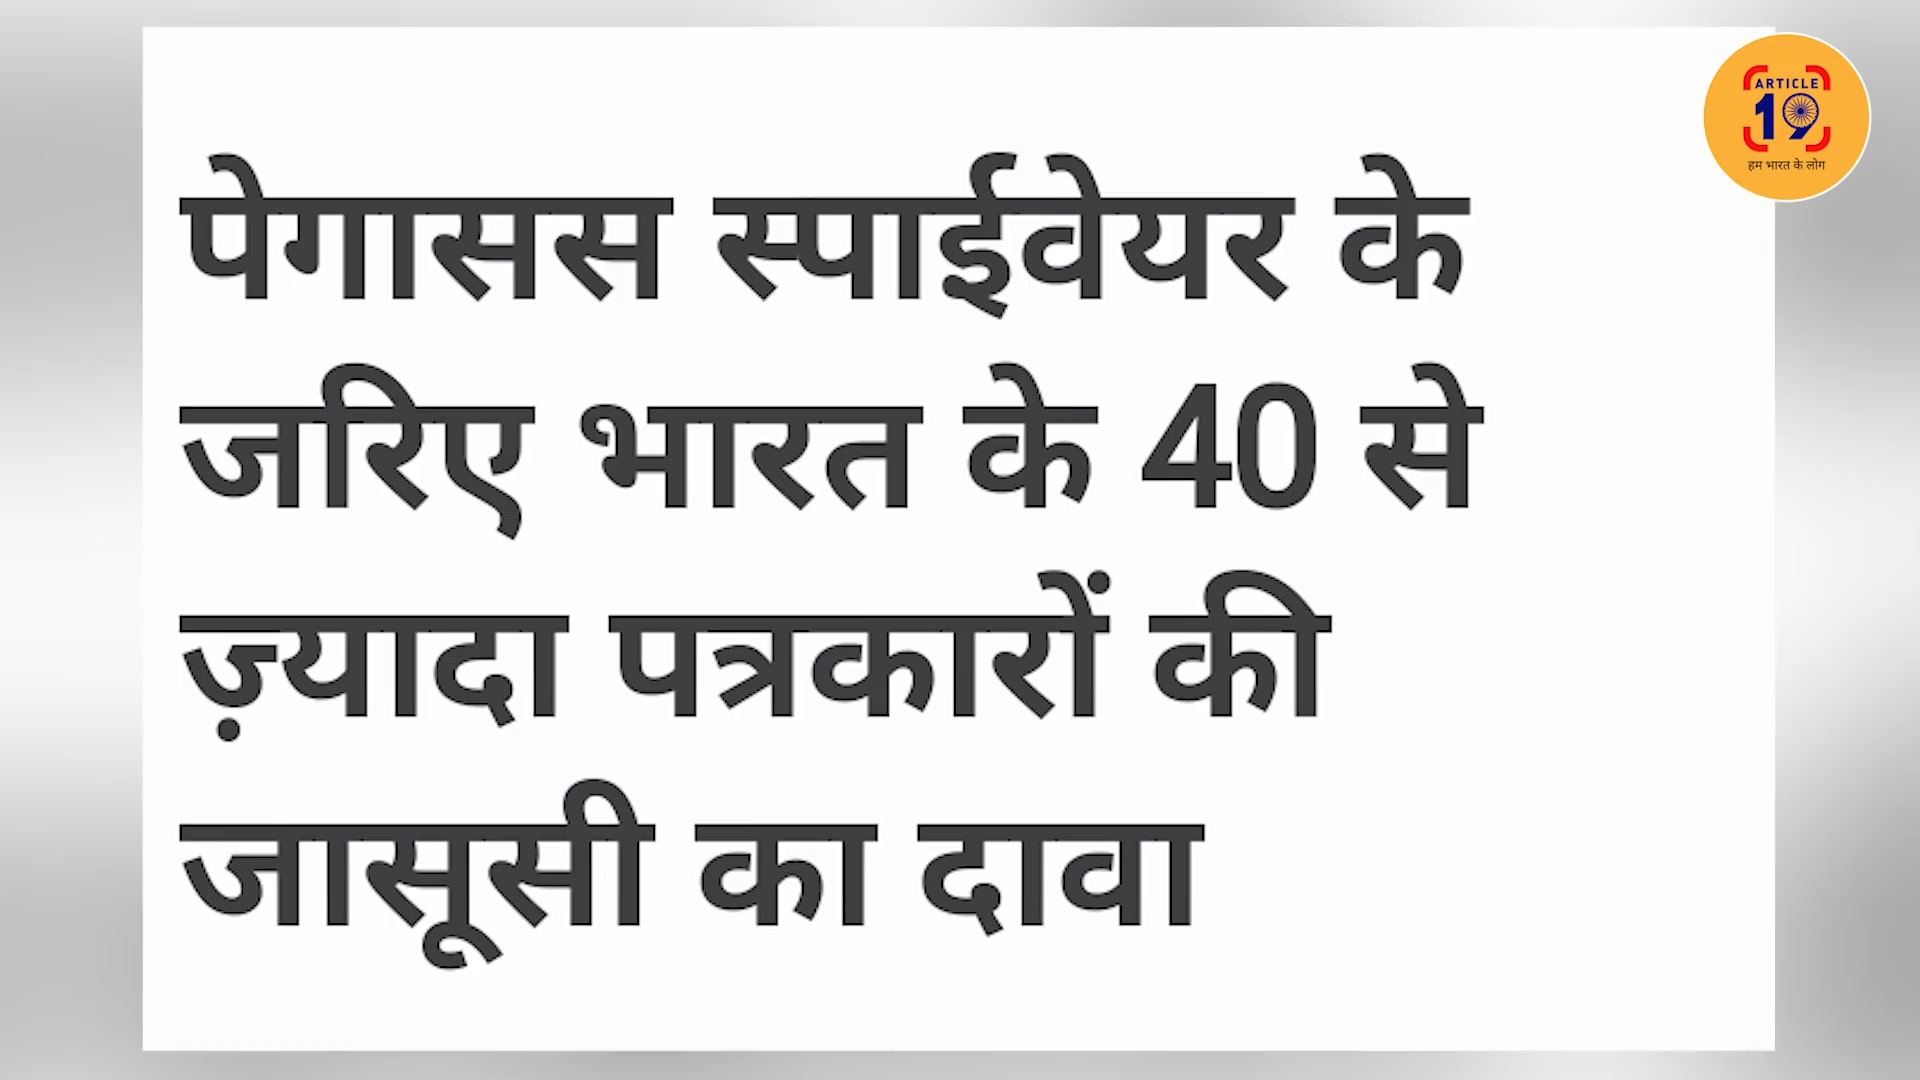 पेगासस स्पाईवेयर के
जरिए भारत के 40 से
ज़्यादा पत्रकारों की
जासूसी का दावा
ARTICLE
19
हम भारत के लोग